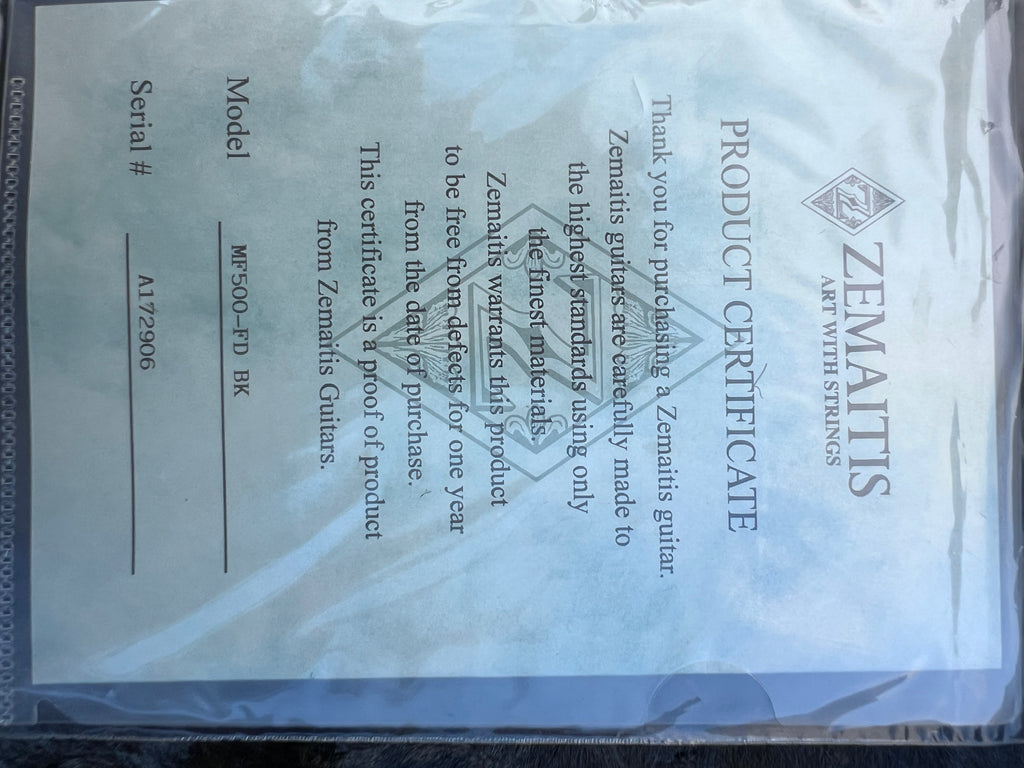 ZEMAITIS
ART WITH STRINGS
PRODUCT CERTIFICATE
Thank you for purchasing a Zemaitis guitar.
Zemaitis guitars are carefully made to
the highest standards using only
the finest materials.
Zemaitis warrants this product
to be free from defects for one year
from the date of purchase.
This certificate is a proof of product
from Zemaitis Guitars.
Model MF500-FD BK
Serial # A172906